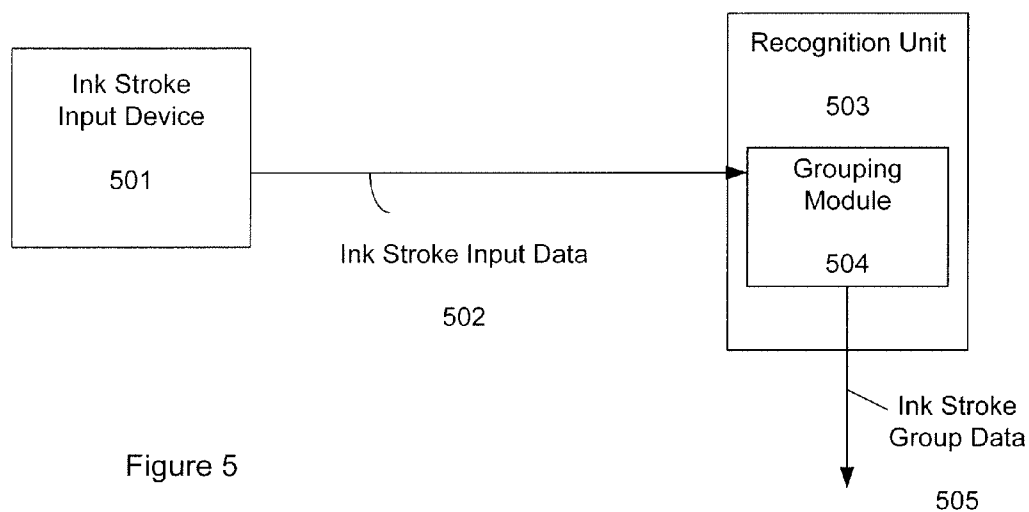 Ink Stroke
Input Device
501
Ink Stroke Input Data
502
Recognition Unit
503
Grouping
Module
504
Ink Stroke
Group Data
505
Figure 5